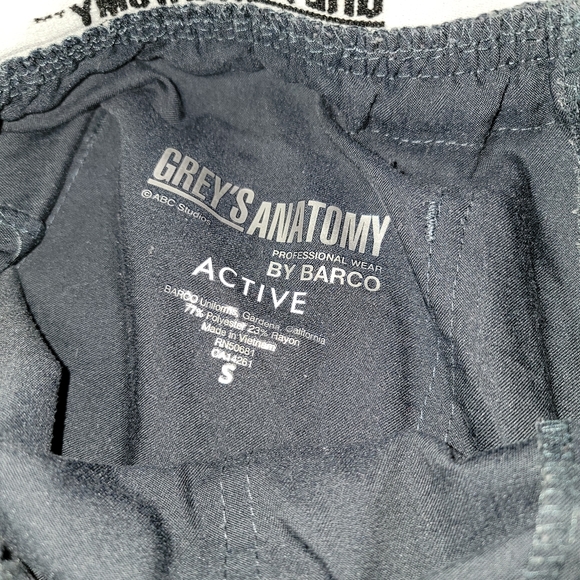 GREY'S ANATOMY
© ABC Studios
PROFESSIONAL WEAR
BY BARCO
ACTIVE
BARCO Uniforms, Gardena, California
77% Polyester 23% Rayon
Made in Vietnam
RN50681
CA14261
S